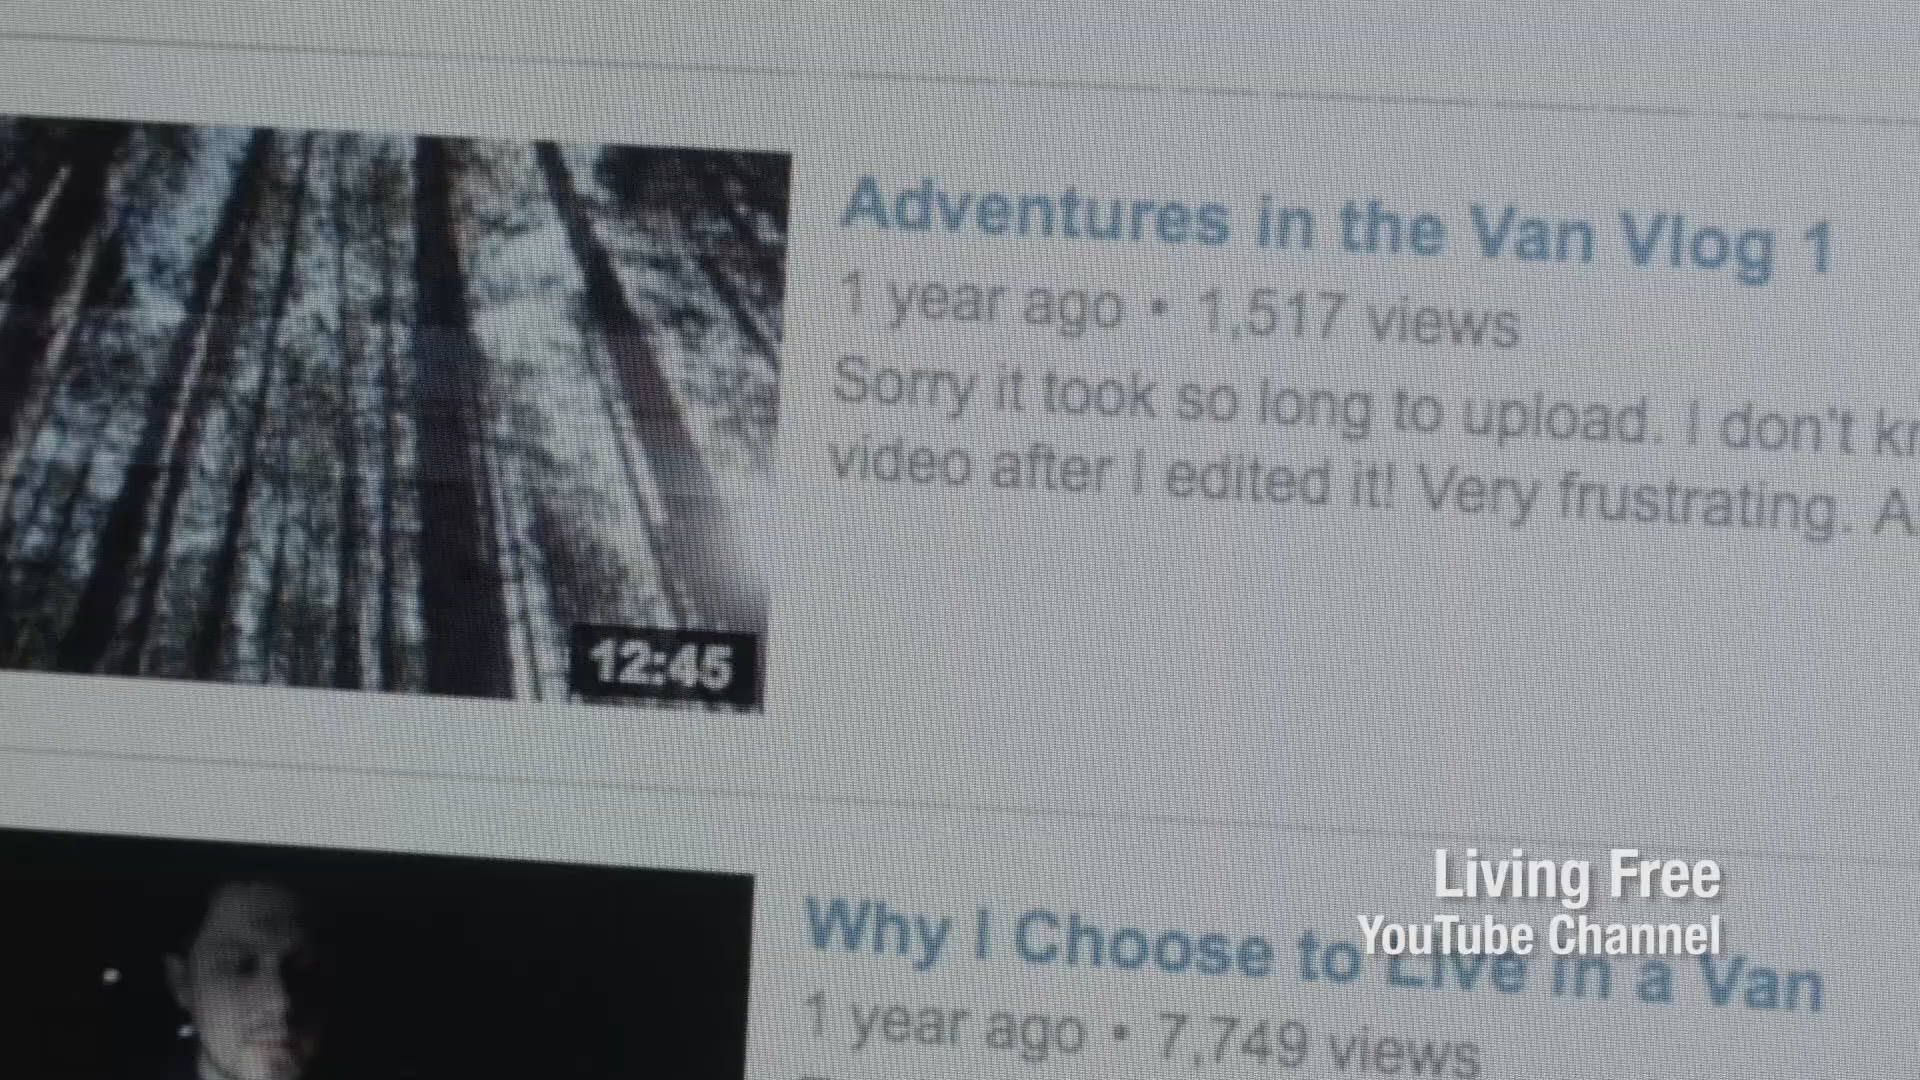 Adventures in the Van Vlog 1
1 year ago • 1,517 views
Sorry it took so long to upload. I don't
video after I edited it! Very frustrating.
12:45
Why I Choose to Live in a Van
1 year ago • 7,749 views
Living Free
YouTube Channel